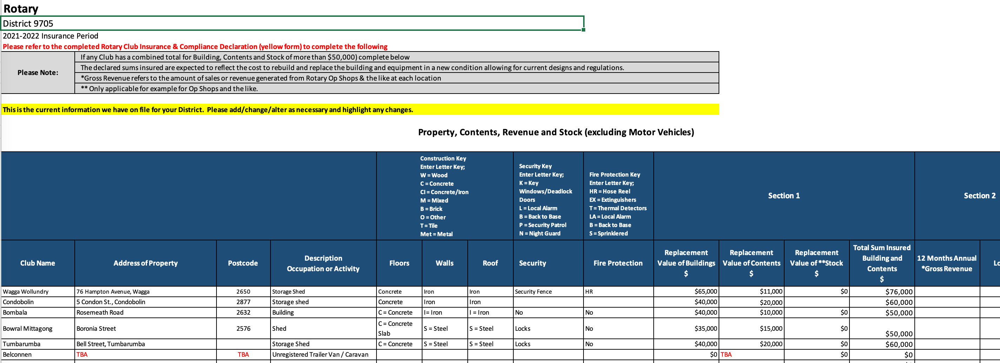 Rotary
District 9705
2021-2022 Insurance Period
Please refer to the completed Rotary Club Insurance & Compliance Declaration (yellow form) to complete the following
Please Note:
If any Club has a combined total for Building, Contents and Stock of more than $50,000) complete below
The declared sums insured are expected to reflect the cost to rebuild and replace the building and equipment in a new condition allowing for current designs and regulations.
*Gross Revenue refers to the amount of sales or revenue generated from Rotary Op Shops & the like at each location
** Only applicable for example for Op Shops and the like.
This is the current information we have on file for your District.  Please add/change/alter as necessary and highlight any changes.
Property, Contents, Revenue and Stock (excluding Motor Vehicles)
Construction Key
Enter Letter Key;
W = Wood
C = Concrete
CI = Concrete/Iron
M = Mixed
B = Brick
O = Other
T = Tile
Met = Metal
Security Key
Enter Letter Key;
K = Key
Windows/Deadlock
Doors
L = Local Alarm
B = Back to Base
P = Security Patrol
N = Night Guard
Fire Protection Key
Enter Letter Key;
HR = Hose Reel
EX = Extinguishers
T = Thermal Detectors
LA = Local Alarm
B = Back to Base
S = Sprinklered
Section 1
Section 2
Club Name
Address of Property
Postcode
Description
Occupation or Activity
Floors
Walls
Roof
Security
Fire Protection
Replacement
Value of Buildings
$
Replacement
Value of Contents
$
Replacement
Value of **Stock
$
Total Sum Insured
Building and
Contents
$
12 Months Annual
*Gross Revenue
Lo
Wagga Wollundry 76 Hampton Avenue, Wagga 2650 Storage Shed Concrete Iron Iron Security Fence HR $65,000 $11,000 $0 $76,000
Condobolin 5 Condon St., Condobolin 2877 Storage shed Concrete Iron Iron $40,000 $20,000 $60,000
Bombala Rosemeath Road 2632 Building C = Concrete I= Iron I = Iron No No $40,000 $10,000 $0 $50,000
Bowral Mittagong Boronia Street 2576 Shed C = Concrete
Slab S = Steel S = Steel Locks No $35,000 $15,000 $0 $50,000
Tumbarumba Bell Street, Tumbarumba Storage Shed C = Concrete S = Steel S = Steel Locks No $40,000 $20,000 $0 $60,000
Belconnen TBA TBA Unregistered Trailer Van / Caravan $0 TBA $0 $0